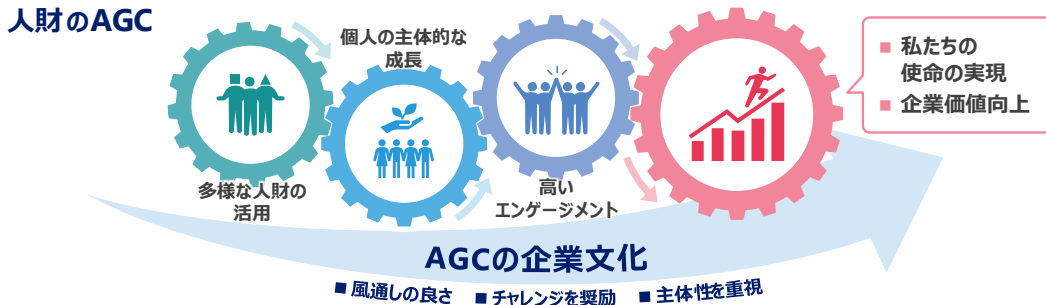 人財のAGC
個人の主体的な
成長
多様な人財の
活用
高い
エンゲージメント
■ 私たちの
使命の実現
■ 企業価値向上
AGCの企業文化
■ 風通しの良さ ■ チャレンジを奨励 ■ 主体性を重視